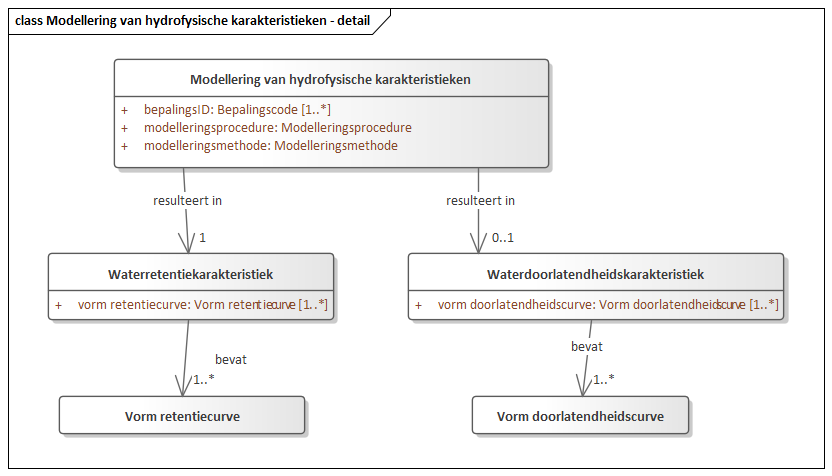 class Modellering van hydrofysische karakteristieken - detail
Modellering van hydrofysische karakteristieken
+ bepalingsID: Bepalingscode [1..*]
+ modelleringsprocedure: Modelleringsprocedure
+ modelleringsmethode: Modelleringsmethode
resulteert in
resulteert in
1
0..1
Waterretentiekarakteristiek
+ vorm retentiecurve: Vorm retentiecurve [1..*]
Waterdoorlatendheidskarakteristiek
+ vorm doorlatendheidscurve: Vorm doorlatendheidscurve [1..*]
bevat
1..*
bevat
1..*
Vorm retentiecurve
Vorm doorlatendheidscurve